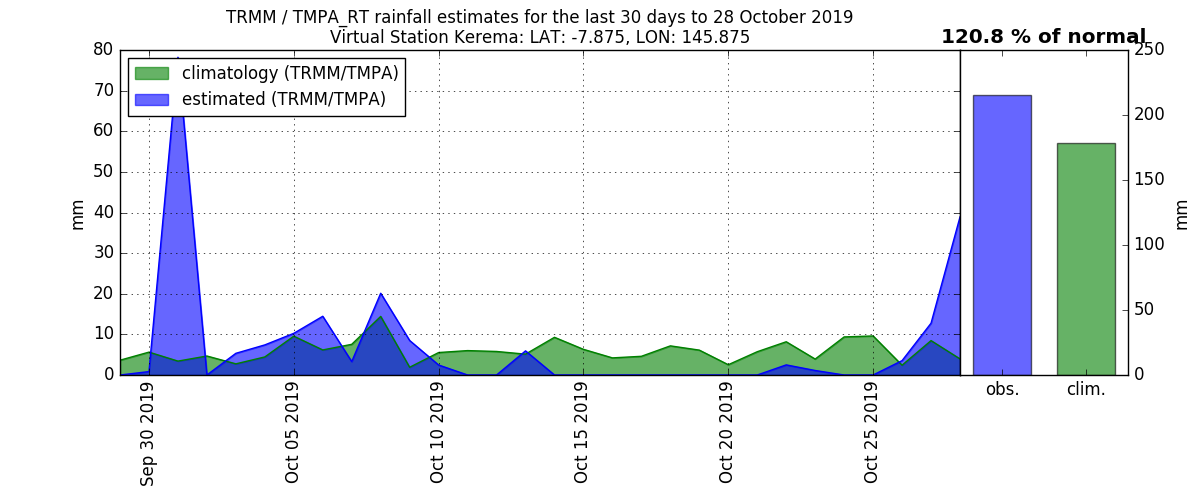 TRMM / TMPA_RT rainfall estimates for the last 30 days to 28 October 2019
Virtual Station Kerema: LAT: -7.875, LON: 145.875
120.8 % of normal
climatology (TRMM/TMPA)
estimated (TRMM/TMPA)
80
70
60
50
40
30
20
10
0
mm
Sep 30 2019
Oct 05 2019
Oct 10 2019
Oct 15 2019
Oct 20 2019
Oct 25 2019
obs.
clim.
250
200
150
100
50
0
mm